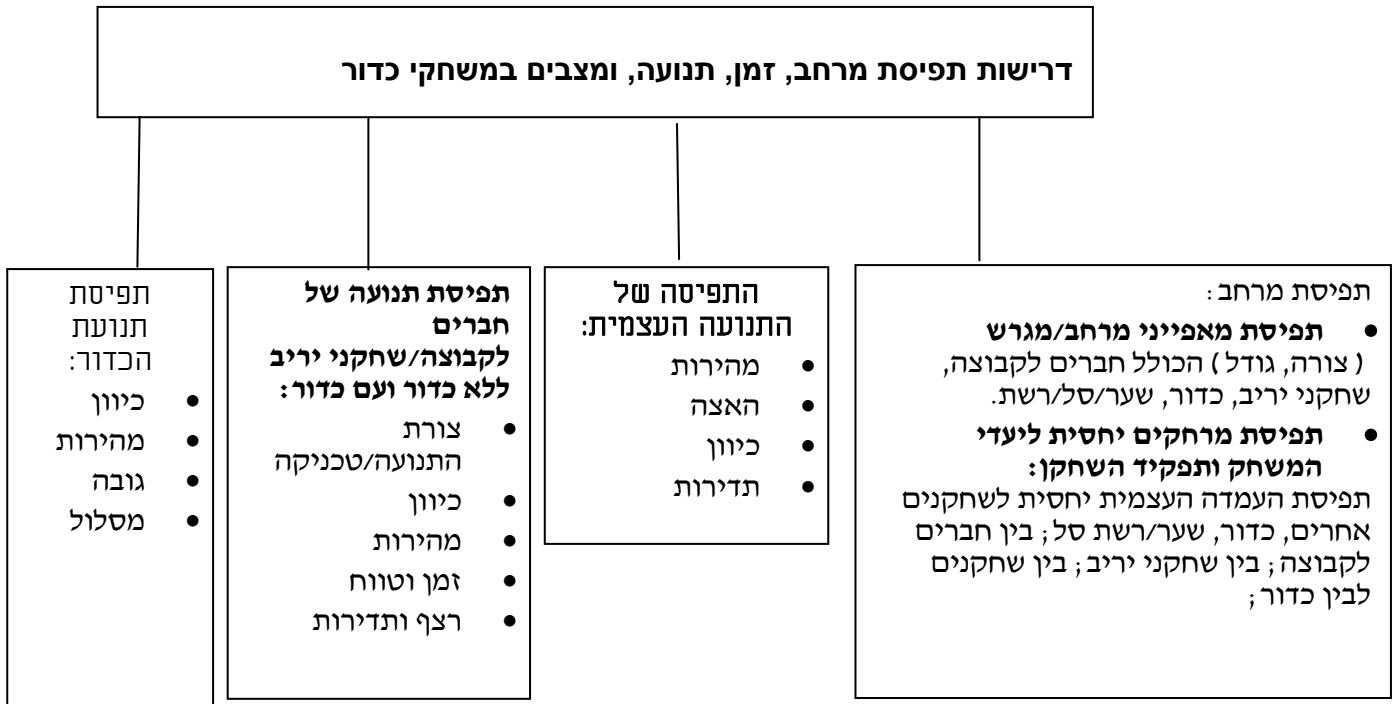 דרישות תפיסת מרחב, זמן, תנועה, ומצבים במשחקי כדור
תפיסת מרחב:
• תפיסת מאפייני מרחב/מגרש
(צורה, גודל) הכולל חברים לקבוצה,
שחקני יריב, כדור, שער/סל/רשת.
• תפיסת מרחקים יחסית ליעדי
המשחק ותפקיד השחקן:
תפיסת העמדה העצמית יחסית לשחקנים
אחרים, כדור, שער/רשת סל; בין חברים
לקבוצה; בין שחקני יריב; בין שחקנים
לבין כדור;
התפיסה של
התנועה העצמית:
• מהירות
• האצה
• כיוון
• תדירות
תפיסת תנועה של
חברים
לקבוצה/שחקני יריב
ללא כדור ועם כדור:
• צורת
התנועה/טכניקה
• כיוון
• מהירות
• זמן וטווח
• רצף ותדירות
תפיסת
תנועת
הכדור:
• כיוון
• מהירות
• גובה
• מסלול